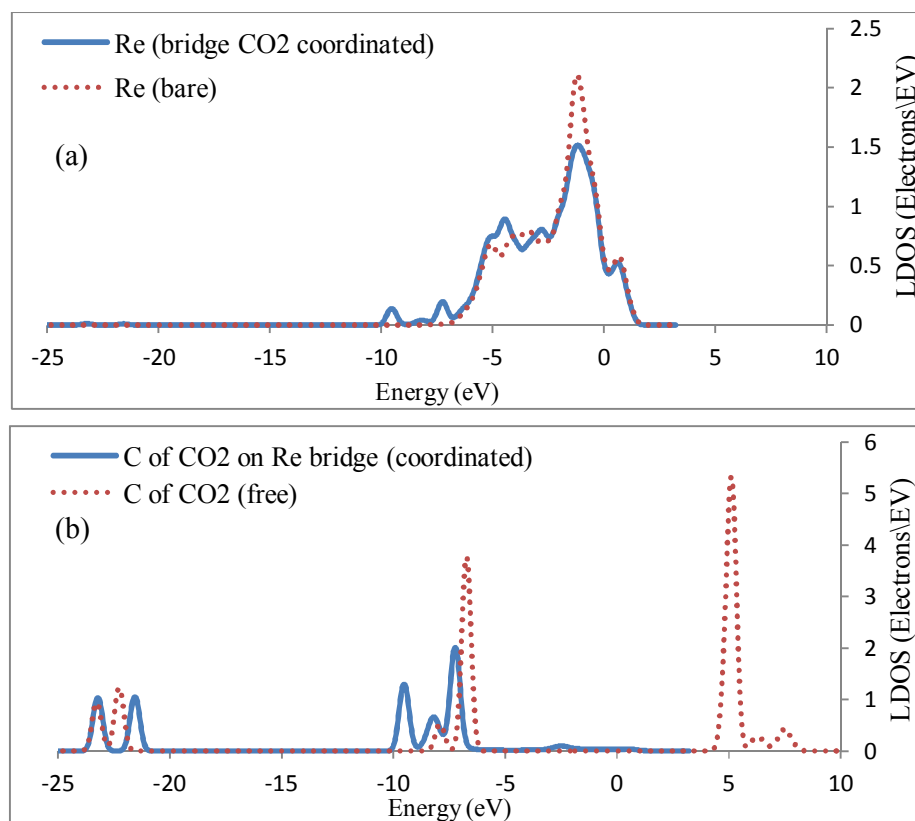 Re (bridge CO2 coordinated)
Re (bare)
(a)
2.5
2
1.5
1
0.5
0
LDOS (Electrons\EV)
-25 -20 -15 -10 -5 0 5 10
Energy (eV)
C of CO2 on Re bridge (coordinated)
C of CO2 (free)
(b)
6
5
4
3
2
1
0
LDOS (Electrons\EV)
-25 -20 -15 -10 -5 0 5 10
Energy (eV)